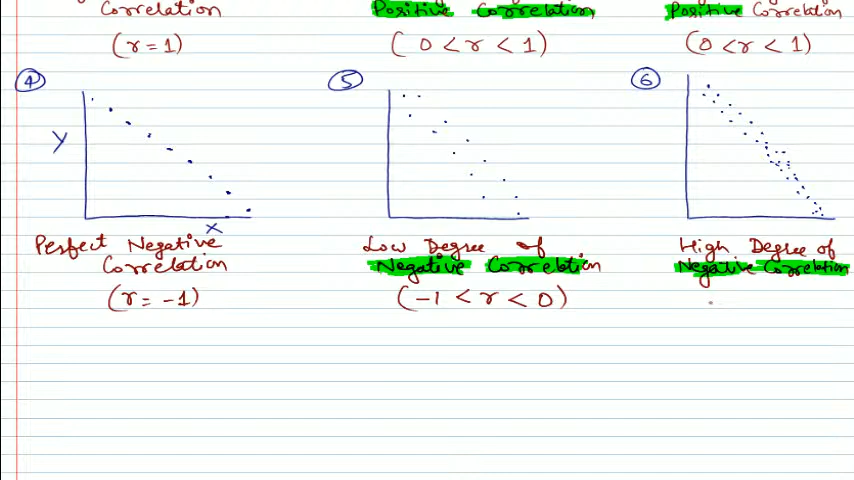 Correlation
Positive Correlation
Positive Correlation
(r = 1)
(0 < r < 1)
(0 < r < 1)
4
5
6
Y
X
Perfect Negative
Correlation
(r = -1)
Low Degree of
Negative Correlation
(-1 < r < 0)
High Degree of
Negative Correlation